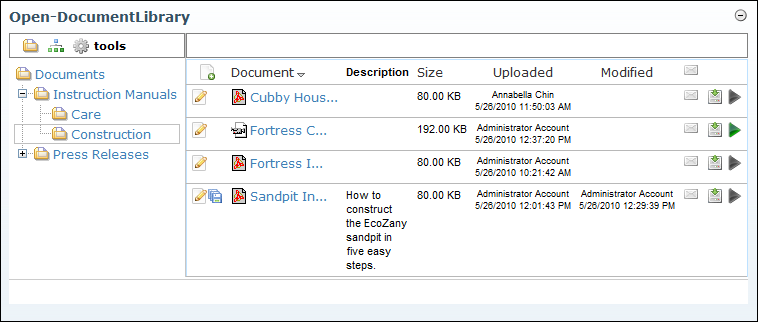 Open-DocumentLibrary
tools
Documents
Instruction Manuals
Care
Construction
Press Releases
Document Description Size Uploaded Modified
Cubby Hous... 80.00 KB Annabella Chin
5/26/2010 11:50:03 AM
Fortress C... 192.00 KB Administrator Account
5/26/2010 12:37:20 PM
Fortress I... 80.00 KB Administrator Account
5/26/2010 10:21:42 AM
Sandpit In... How to 80.00 KB Administrator Account Administrator Account
construct 5/26/2010 12:01:43 PM 5/26/2010 12:29:39 PM
the EcoZany
sandpit in
five easy
steps.